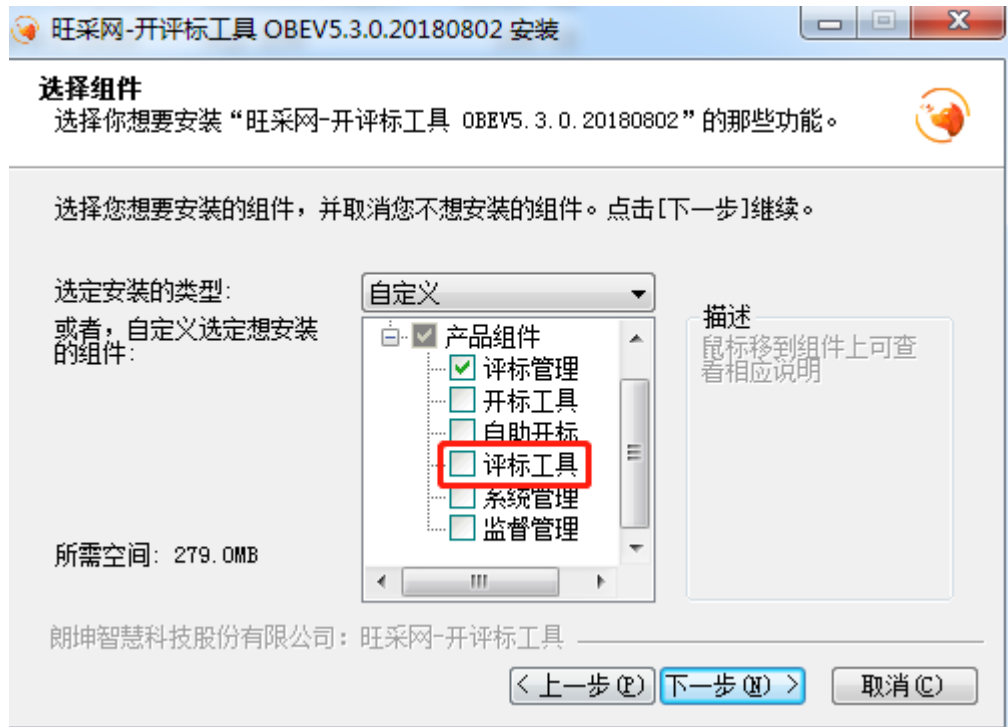 旺采网-开评标工具 OBEV5.3.0.20180802 安装
选择组件
选择你想要安装“旺采网-开评标工具 OBEV5.3.0.20180802”的那些功能。
选择您想要安装的组件，并取消您不想安装的组件。点击[下一步]继续。
选定安装的类型:
自定义
或者，自定义选定想安装
的组件:
产品组件
评标管理
开标工具
自助开标
评标工具
系统管理
监督管理
描述
鼠标移到组件上可查
看相应说明
所需空间: 279.0MB
朗坤智慧科技股份有限公司：旺采网-开评标工具
< 上一步(P)
下一步(N) >
取消(C)